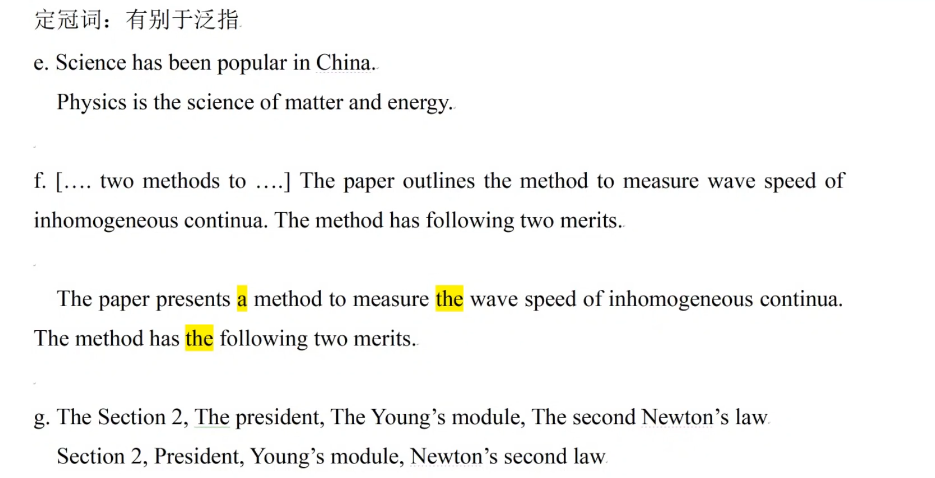 定冠词：有别于泛指
e. Science has been popular in China.
Physics is the science of matter and energy.
f. […. two methods to ….] The paper outlines the method to measure wave speed of
inhomogeneous continua. The method has following two merits.
The paper presents a method to measure the wave speed of inhomogeneous continua.
The method has the following two merits.
g. The Section 2, The president, The Young’s module, The second Newton’s law
Section 2, President, Young’s module, Newton’s second law